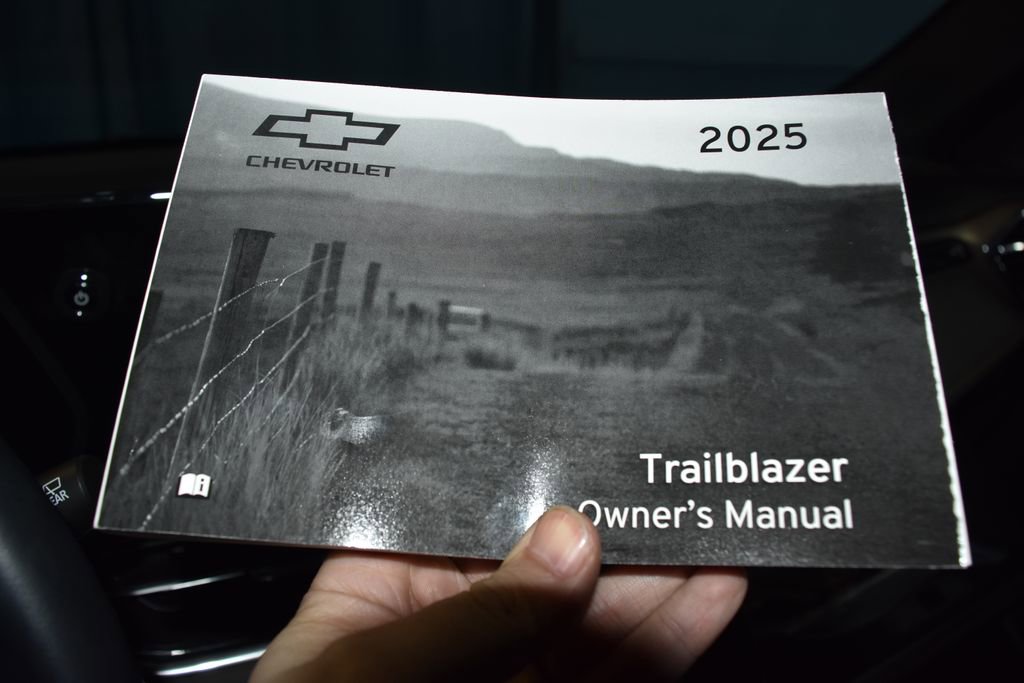 CHEVROLET
2025
Trailblazer
Owner's Manual